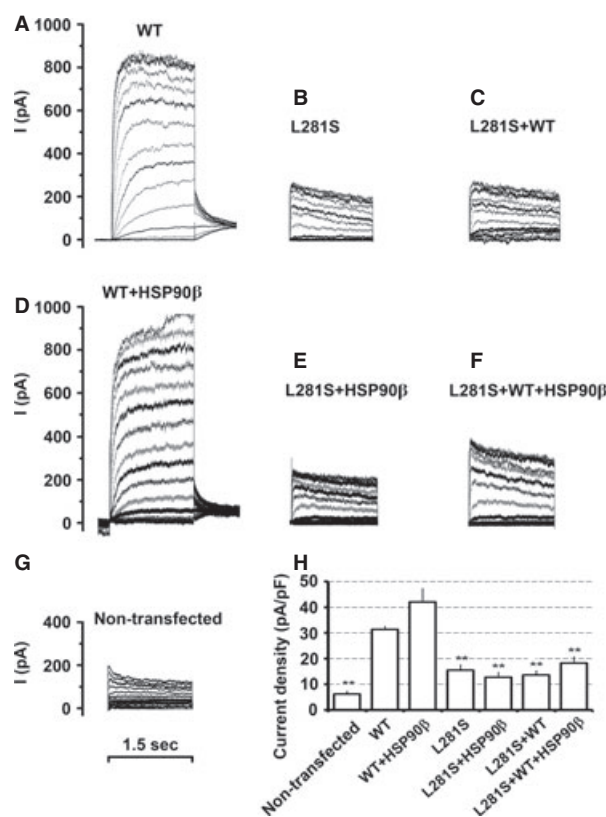 A
1000
800
600
400
200
0
I (pA)
WT
B
L281S
C
L281S+WT
D
1000
800
600
400
200
0
I (pA)
WT+HSP90β
E
L281S+HSP90β
F
L281S+WT+HSP90β
G
Non-transfected
400
200
0
I (pA)
1.5 sec
H
50
40
30
20
10
0
Current density (pA/pF)
**
**
**
**
**
Non-transfected
WT
WT+HSP90β
L281S
L281S+HSP90β
L281S+WT
L281S+WT+HSP90β